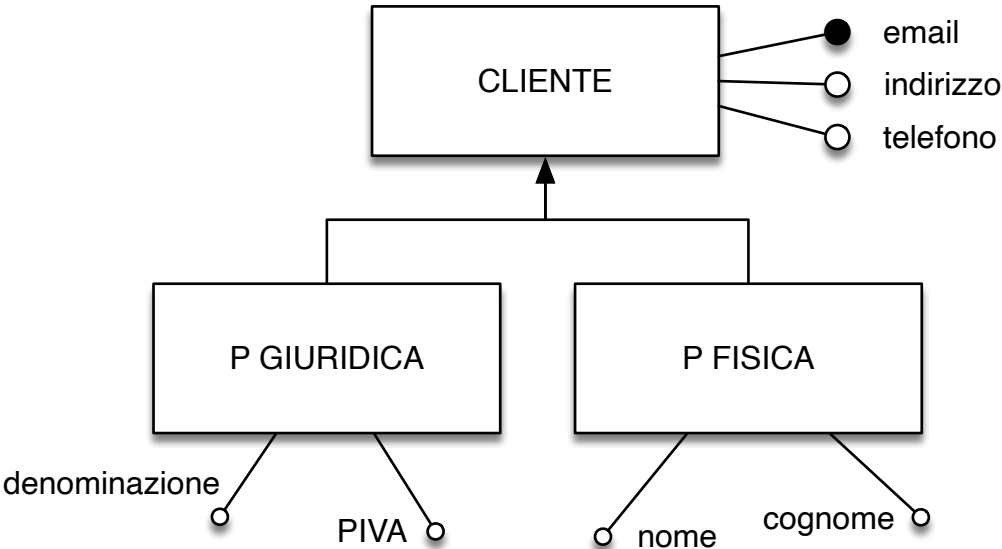 email
CLIENTE
indirizzo
telefono
P GIURIDICA
P FISICA
denominazione
PIVA
nome
cognome